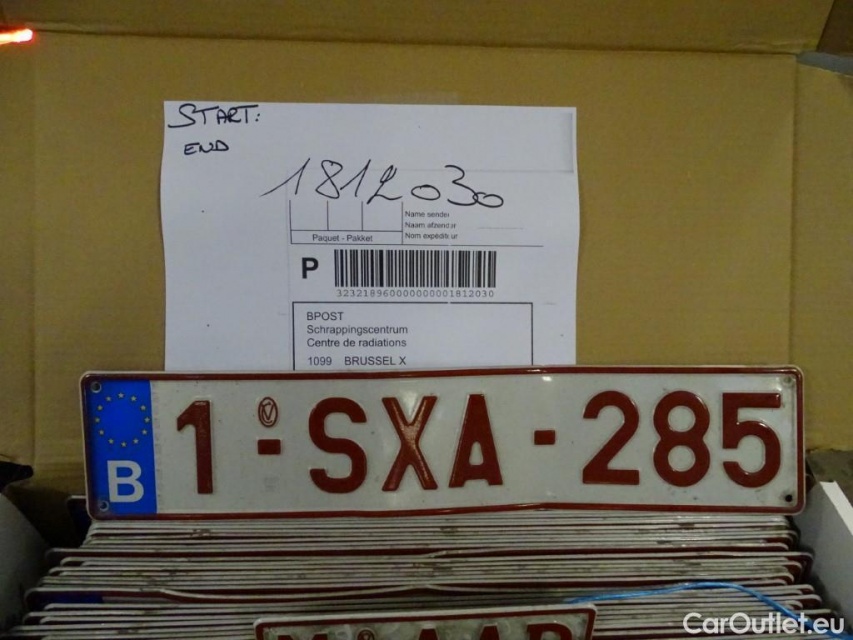 START:
END
1812030
Name sender
Naam afzender
Nom expéditeur
Paquet - Pakket
P
323218960000000001812030
BPOST
Schrappingscentrum
Centre de radiations
1099 BRUSSEL X
B 1-SXA-285
CarOutlet.eu